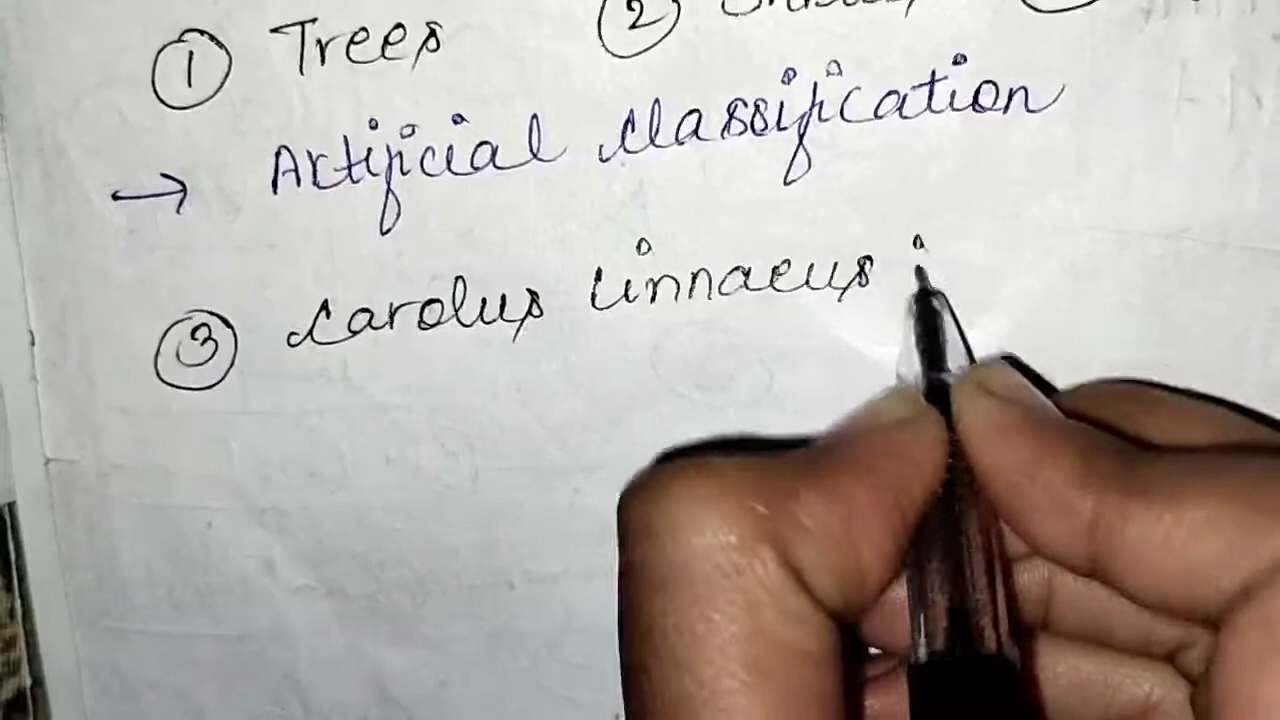 ① Trees ②
→ Artificial classification
③ Carolus Linnaeus